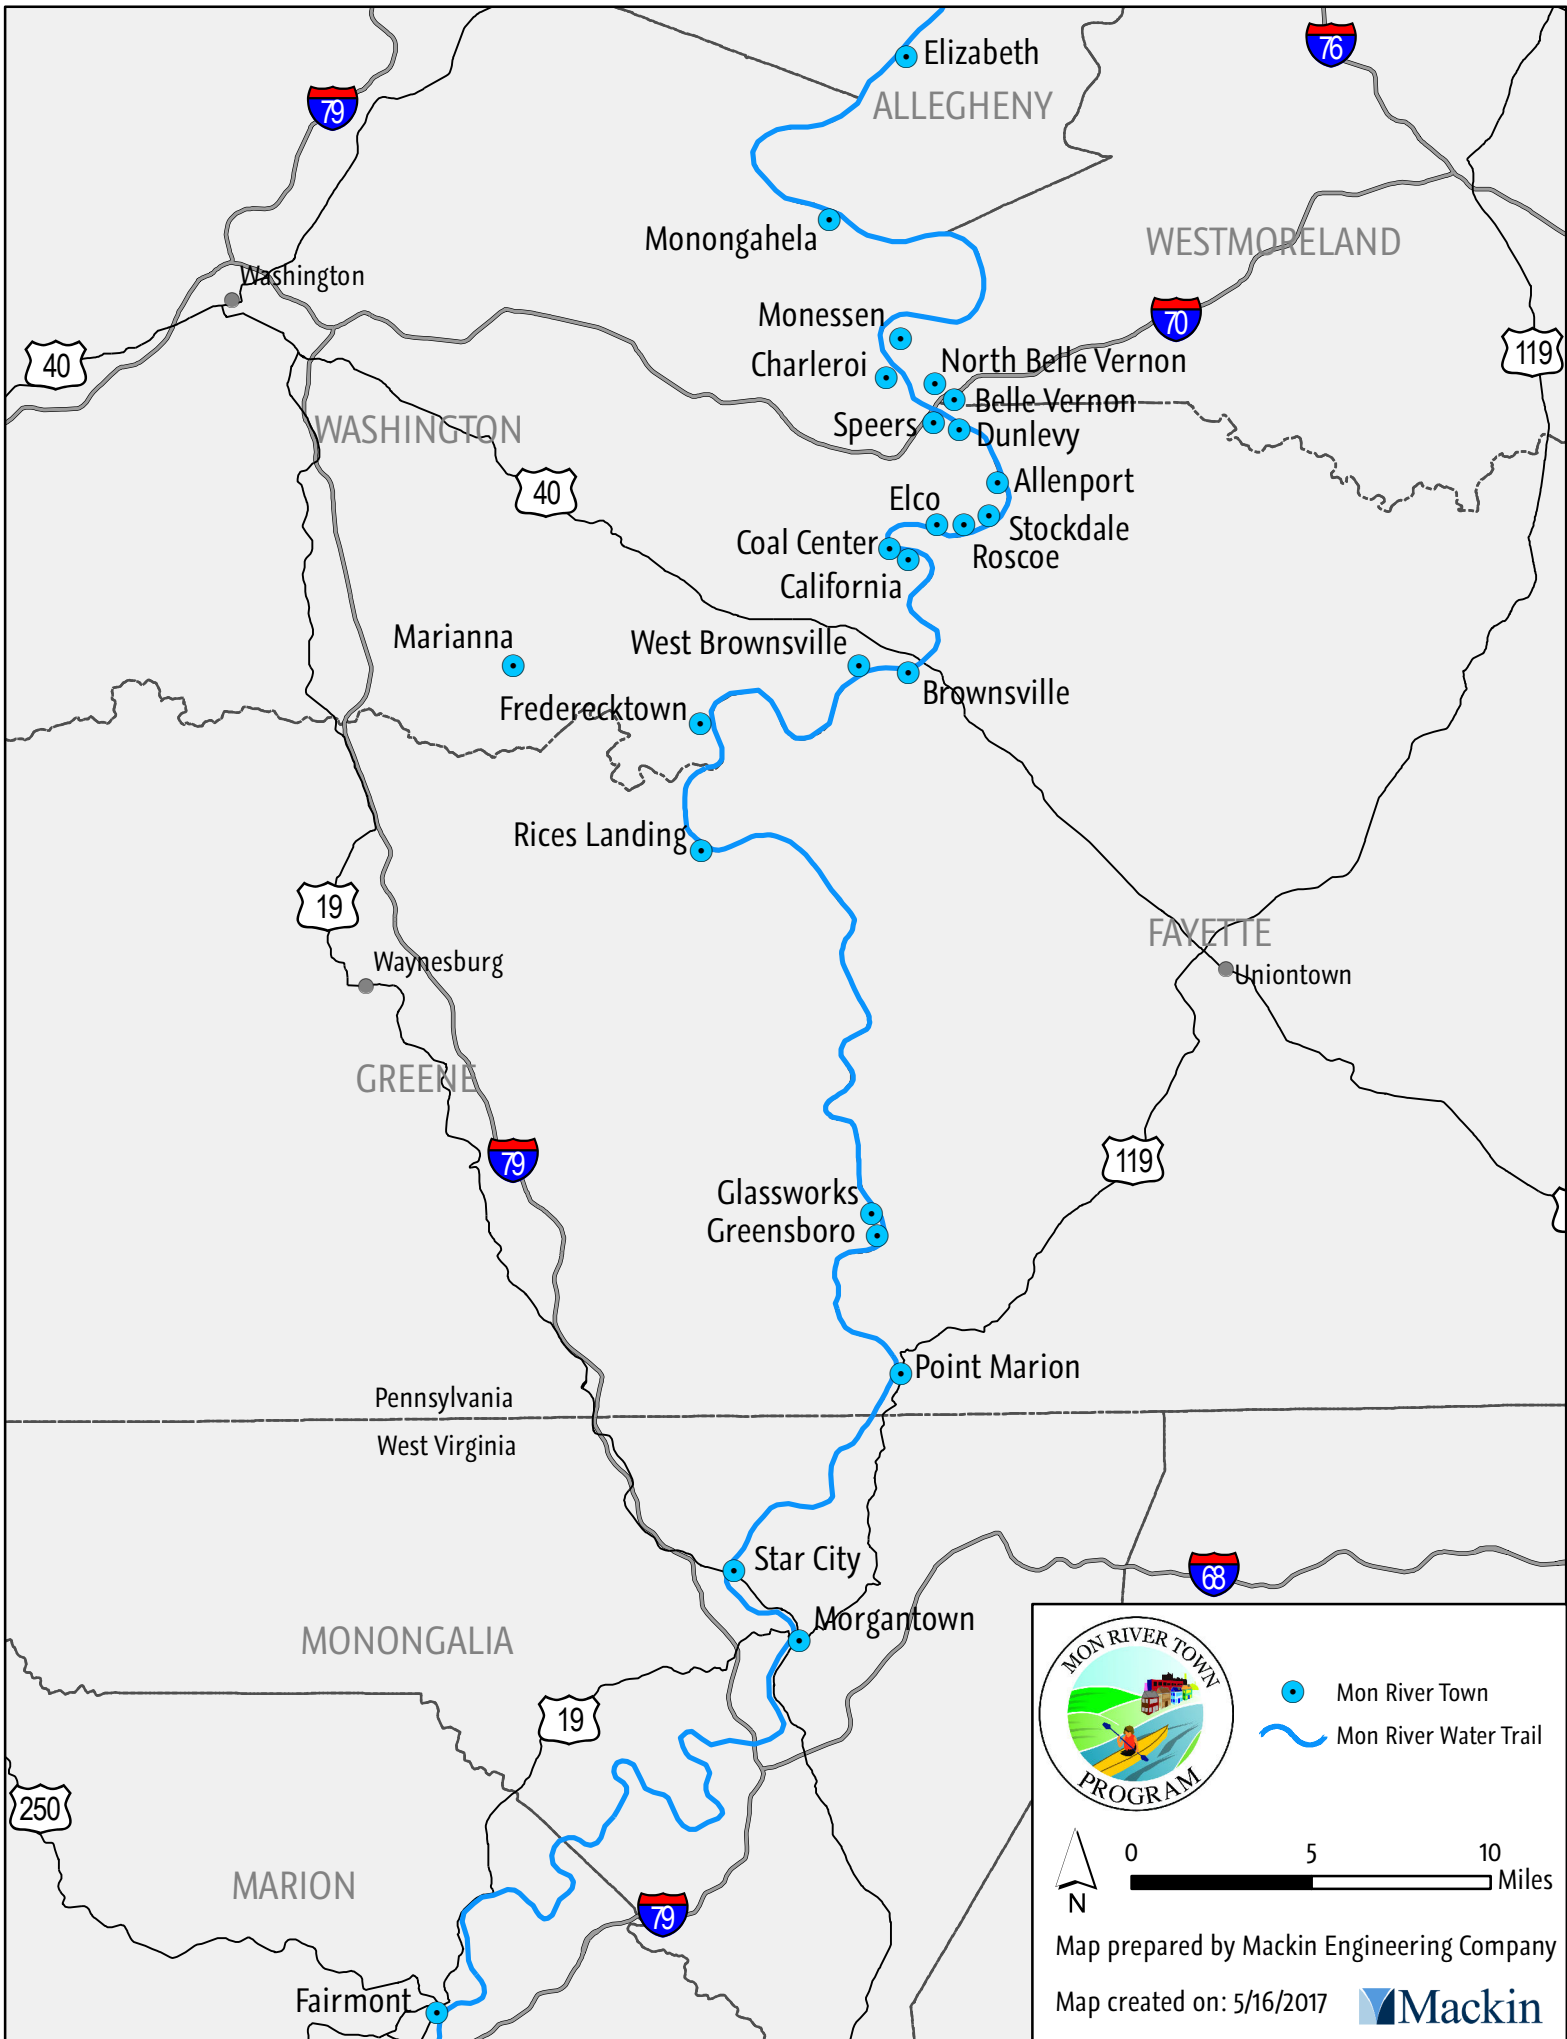 Elizabeth
76
79
ALLEGHENY
Monongahela
WESTMORELAND
Washington
Monessen
70
40
119
Charleroi
North Belle Vernon
Belle Vernon
WASHINGTON
Speers
Dunlevy
40
Allenport
Elco
Stockdale
Coal Center
Roscoe
California
Marianna
West Brownsville
Brownsville
Frederecktown
Rices Landing
19
FAYETTE
Waynesburg
Uniontown
GREENE
79
119
Glassworks
Greensboro
Point Marion
Pennsylvania
West Virginia
Star City
68
Morgantown
MONONGALIA
19
250
MARION
79
Fairmont
MON RIVER TOWN
PROGRAM
Mon River Town
Mon River Water Trail
0 5 10
Miles
N
Map prepared by Mackin Engineering Company
Map created on: 5/16/2017
Mackin